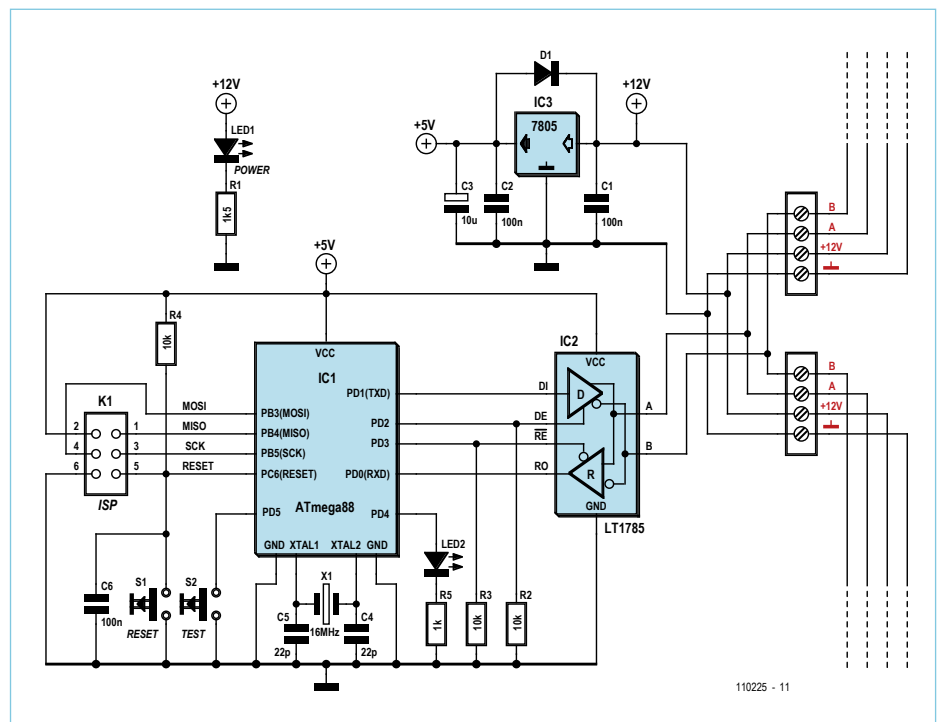 D1
+12V
+12V
IC3
LED1
7805
+5V
POWER
R1
1k5
C3
10u
C2
100n
C1
100n
B
A
+12V
+5V
R4
10k
VCC
IC1
IC2
VCC
K1
MOSI
PB3(MOSI)
PD1(TXD)
DI
D
A
2
1
MISO
PB4(MISO)
PD2
DE
4
3
SCK
PB5(SCK)
PD3
RE
B
6
5
RESET
PC6(RESET)
PD0(RXD)
RO
R
ISP
ATmega88
GND
PD5
PD4
LT1785
GND
XTAL1
XTAL2
GND
B
A
+12V
LED2
X1
C6
100n
S1
S2
RESET
TEST
C5
16MHz
C4
22p
22p
R5
1k
R3
10k
R2
10k
110225 - 11